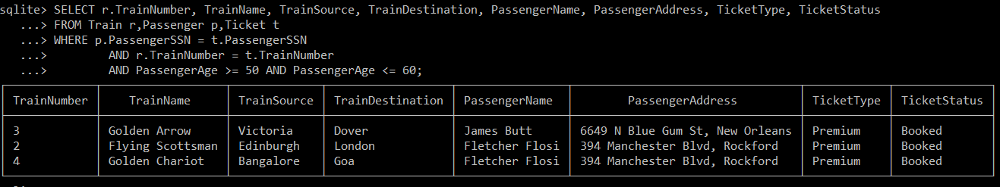 sqlite> SELECT r.TrainNumber, TrainName, TrainSource, TrainDestination, PassengerName, PassengerAddress, TicketType, TicketStatus
...> FROM Train r,Passenger p,Ticket t
...> WHERE p.PassengerSSN = t.PassengerSSN
...> AND r.TrainNumber = t.TrainNumber
...> AND PassengerAge >= 50 AND PassengerAge <= 60;
TrainNumber TrainName TrainSource TrainDestination PassengerName PassengerAddress TicketType TicketStatus
3 Golden Arrow Victoria Dover James Butt 6649 N Blue Gum St, New Orleans Premium Booked
2 Flying Scottsman Edinburgh London Fletcher Flosi 394 Manchester Blvd, Rockford Premium Booked
4 Golden Chariot Bangalore Goa Fletcher Flosi 394 Manchester Blvd, Rockford Premium Booked